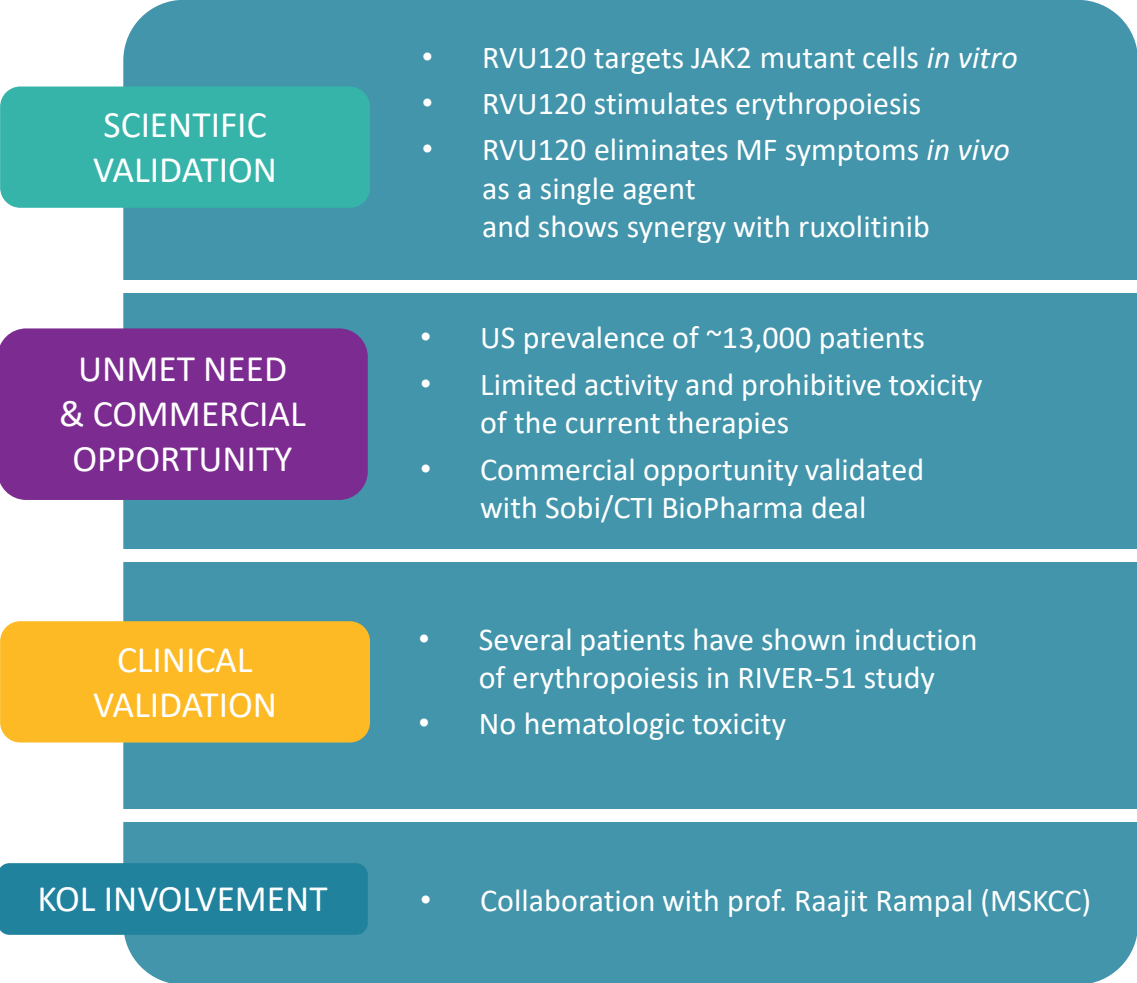 SCIENTIFIC
VALIDATION
• RVU120 targets JAK2 mutant cells in vitro
• RVU120 stimulates erythropoiesis
• RVU120 eliminates MF symptoms in vivo
as a single agent
and shows synergy with ruxolitinib
UNMET NEED
& COMMERCIAL
OPPORTUNITY
• US prevalence of ~13,000 patients
• Limited activity and prohibitive toxicity
of the current therapies
• Commercial opportunity validated
with Sobi/CTI BioPharma deal
CLINICAL
VALIDATION
• Several patients have shown induction
of erythropoiesis in RIVER-51 study
• No hematologic toxicity
KOL INVOLVEMENT
• Collaboration with prof. Raajit Rampal (MSKCC)